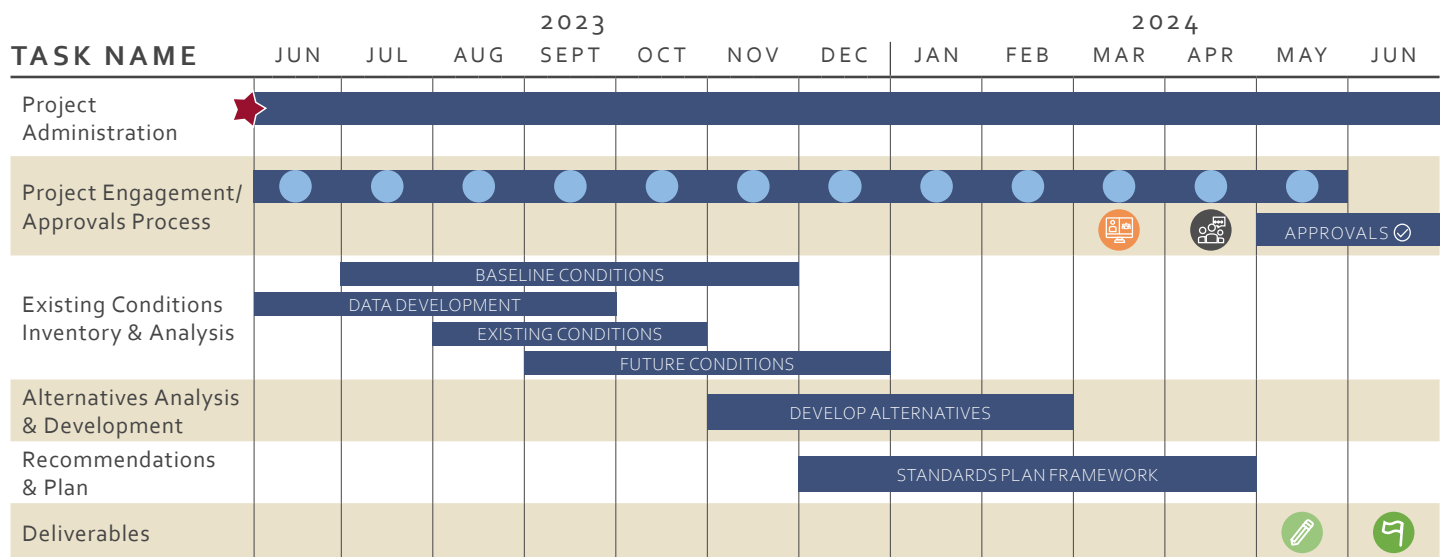 2023 2024
TASK NAME JUN JUL AUG SEPT OCT NOV DEC JAN FEB MAR APR MAY JUN
Project
Administration
Project Engagement/
Approvals Process
APPROVALS
Existing Conditions
Inventory & Analysis
BASELINE CONDITIONS
DATA DEVELOPMENT
EXISTING CONDITIONS
FUTURE CONDITIONS
Alternatives Analysis
& Development
DEVELOP ALTERNATIVES
Recommendations
& Plan
STANDARDS PLAN FRAMEWORK
Deliverables